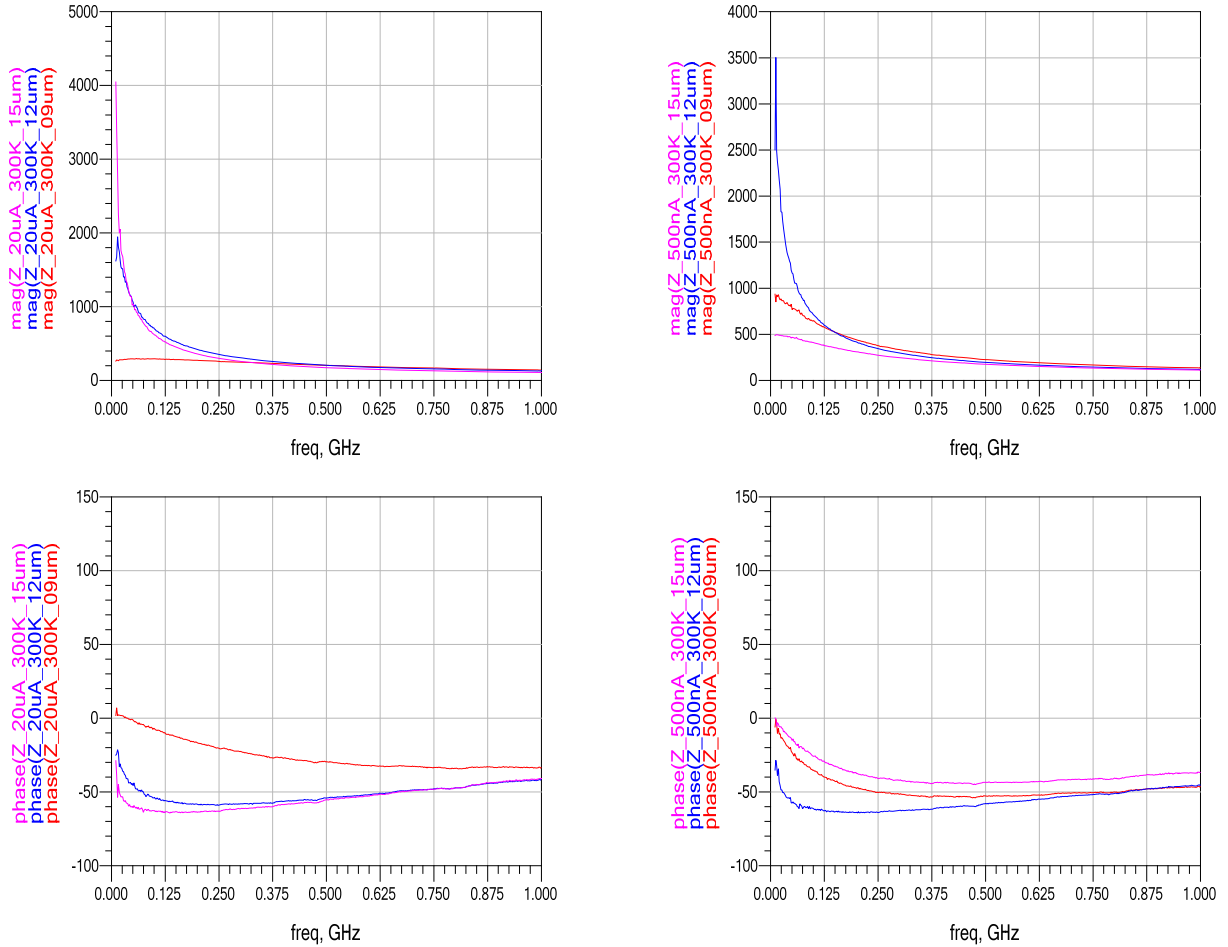 mag(Z_20uA_300K_15um)
mag(Z_20uA_300K_12um)
mag(Z_20uA_300K_09um)
5000
4000
3000
2000
1000
0
0.000 0.125 0.250 0.375 0.500 0.625 0.750 0.875 1.000
freq, GHz
mag(Z_500nA_300K_15um)
mag(Z_500nA_300K_12um)
mag(Z_500nA_300K_09um)
4000
3500
3000
2500
2000
1500
1000
500
0
0.000 0.125 0.250 0.375 0.500 0.625 0.750 0.875 1.000
freq, GHz
phase(Z_20uA_300K_15um)
phase(Z_20uA_300K_12um)
phase(Z_20uA_300K_09um)
150
100
50
0
-50
-100
0.000 0.125 0.250 0.375 0.500 0.625 0.750 0.875 1.000
freq, GHz
phase(Z_500nA_300K_15um)
phase(Z_500nA_300K_12um)
phase(Z_500nA_300K_09um)
150
100
50
0
-50
-100
0.000 0.125 0.250 0.375 0.500 0.625 0.750 0.875 1.000
freq, GHz